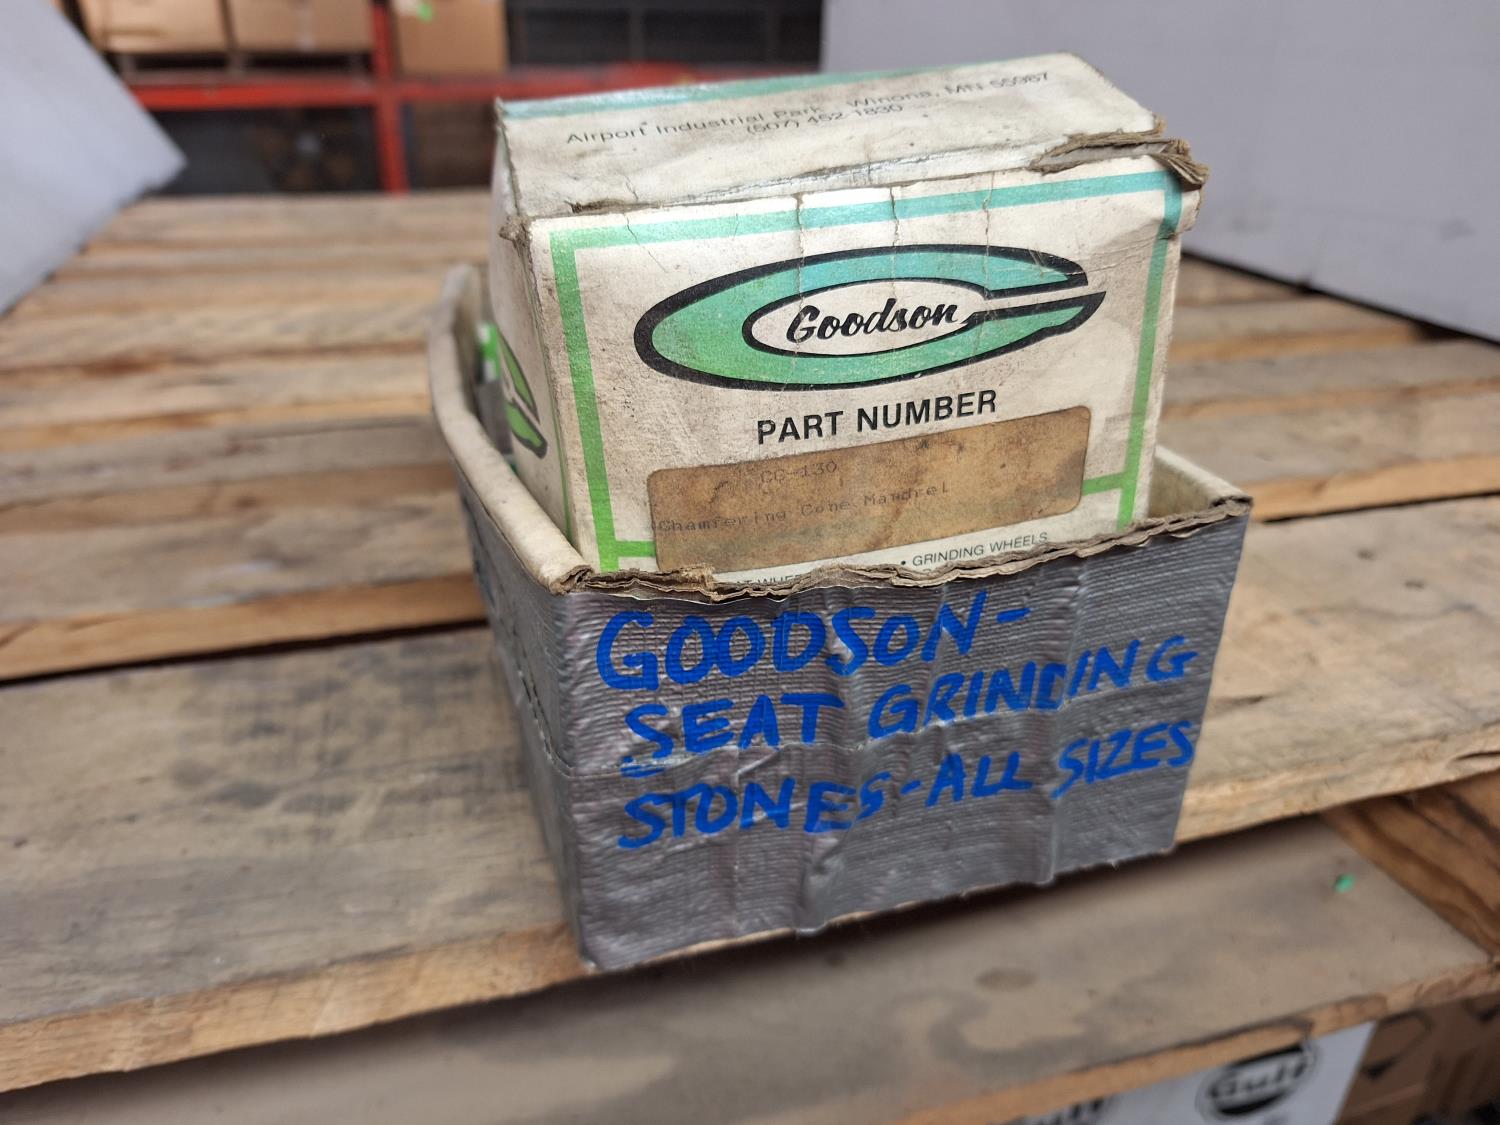 Airport Industrial Park Winona, MN 55987
(507) 452-1830
Goodson
PART NUMBER
CC-130
Chamfering Cone Mandrel
• GRINDING WHEELS
GOODSON-
SEAT GRINDING
STONES-ALL SIZES
Gulf